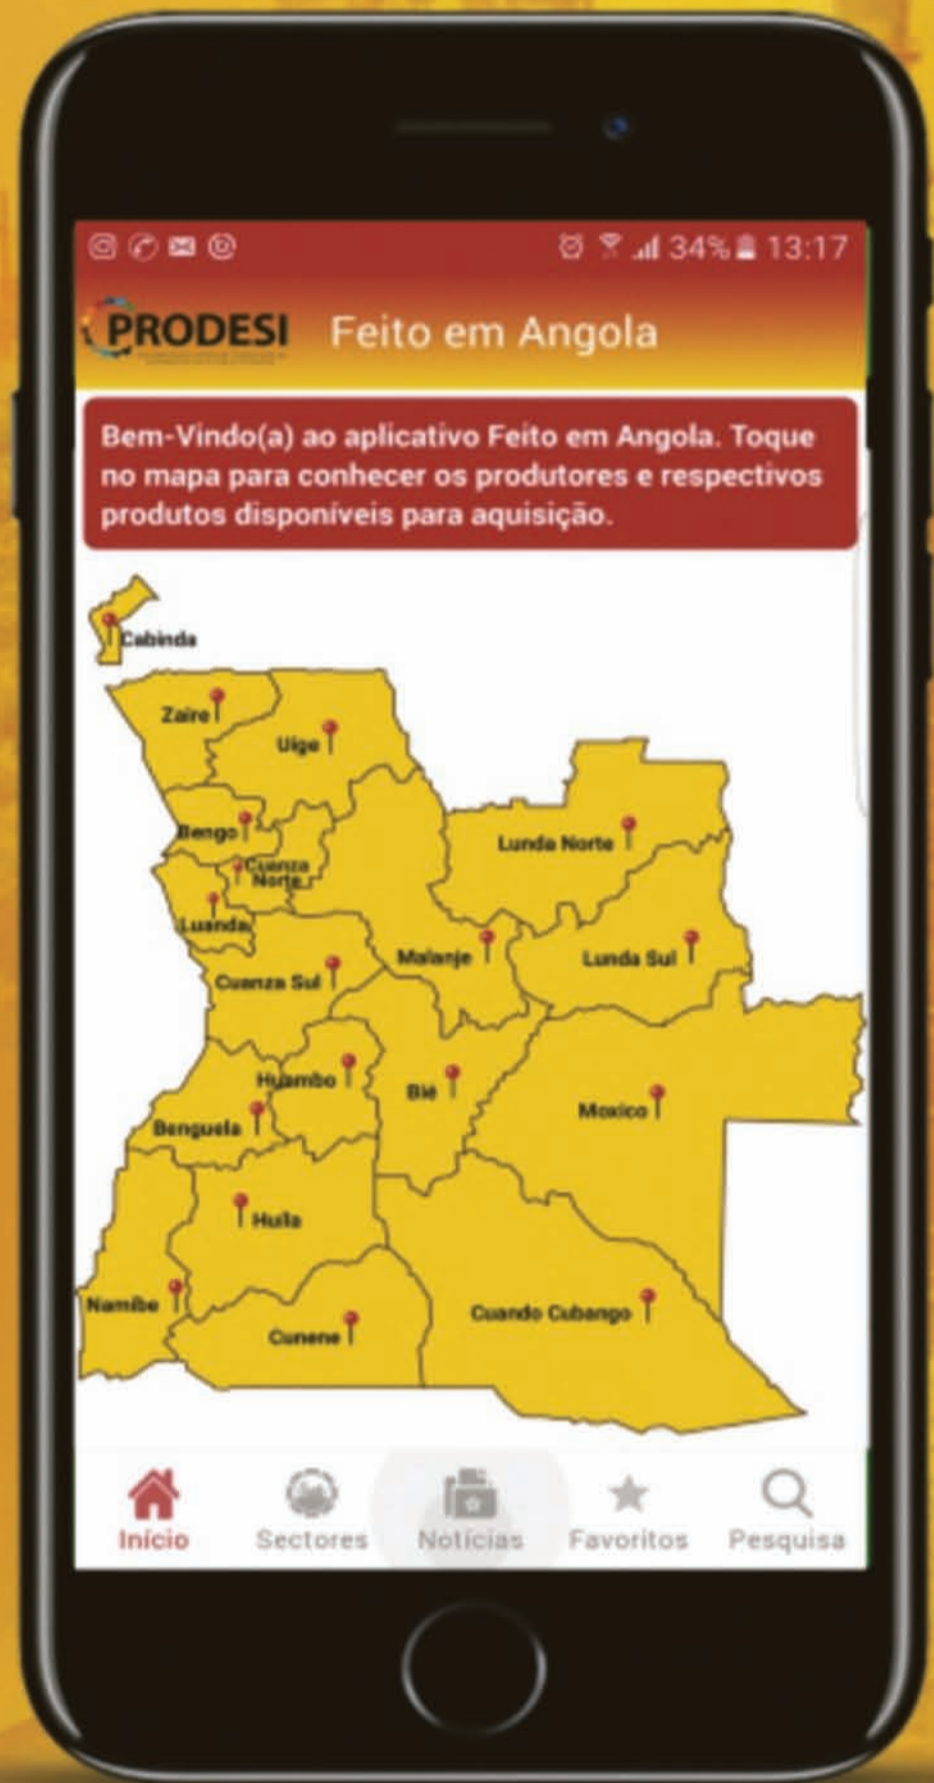 34% 13:17
PRODESI
Feito em Angola
Bem-Vindo(a) ao aplicativo Feito em Angola. Toque
no mapa para conhecer os produtores e respectivos
produtos disponíveis para aquisição.
Cabinda
Zaire
Uíge
Bengo
Lunda Norte
Cuanza
Norte
Luanda
Malanje
Lunda Sul
Cuanza Sul
Huambo
Bié
Moxico
Benguela
Huíla
Namibe
Cuando Cubango
Cunene
Início
Sectores
Notícias
Favoritos
Pesquisa